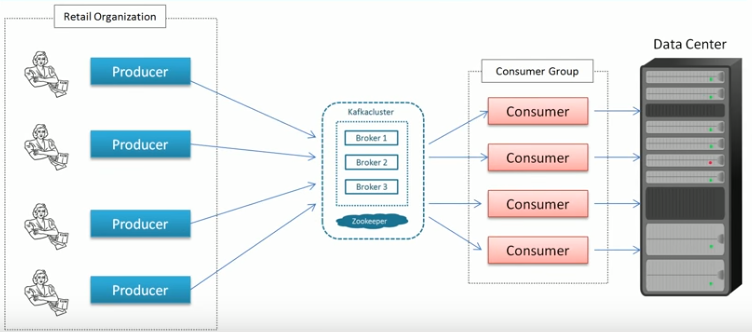 Retail Organization
Producer
Producer
Producer
Producer
Kafkacluster
Broker 1
Broker 2
Broker 3
Zookeeper
Consumer Group
Consumer
Consumer
Consumer
Consumer
Data Center